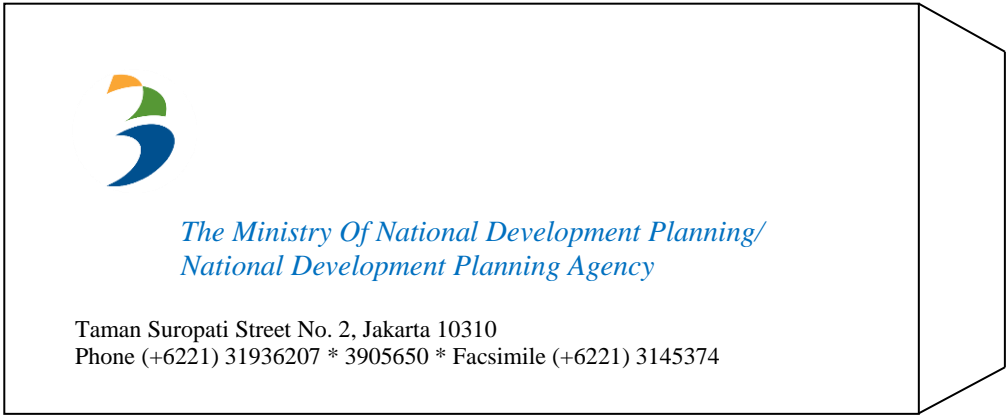 The Ministry Of National Development Planning/
National Development Planning Agency
Taman Suropati Street No. 2, Jakarta 10310
Phone (+6221) 31936207 * 3905650 * Facsimile (+6221) 3145374